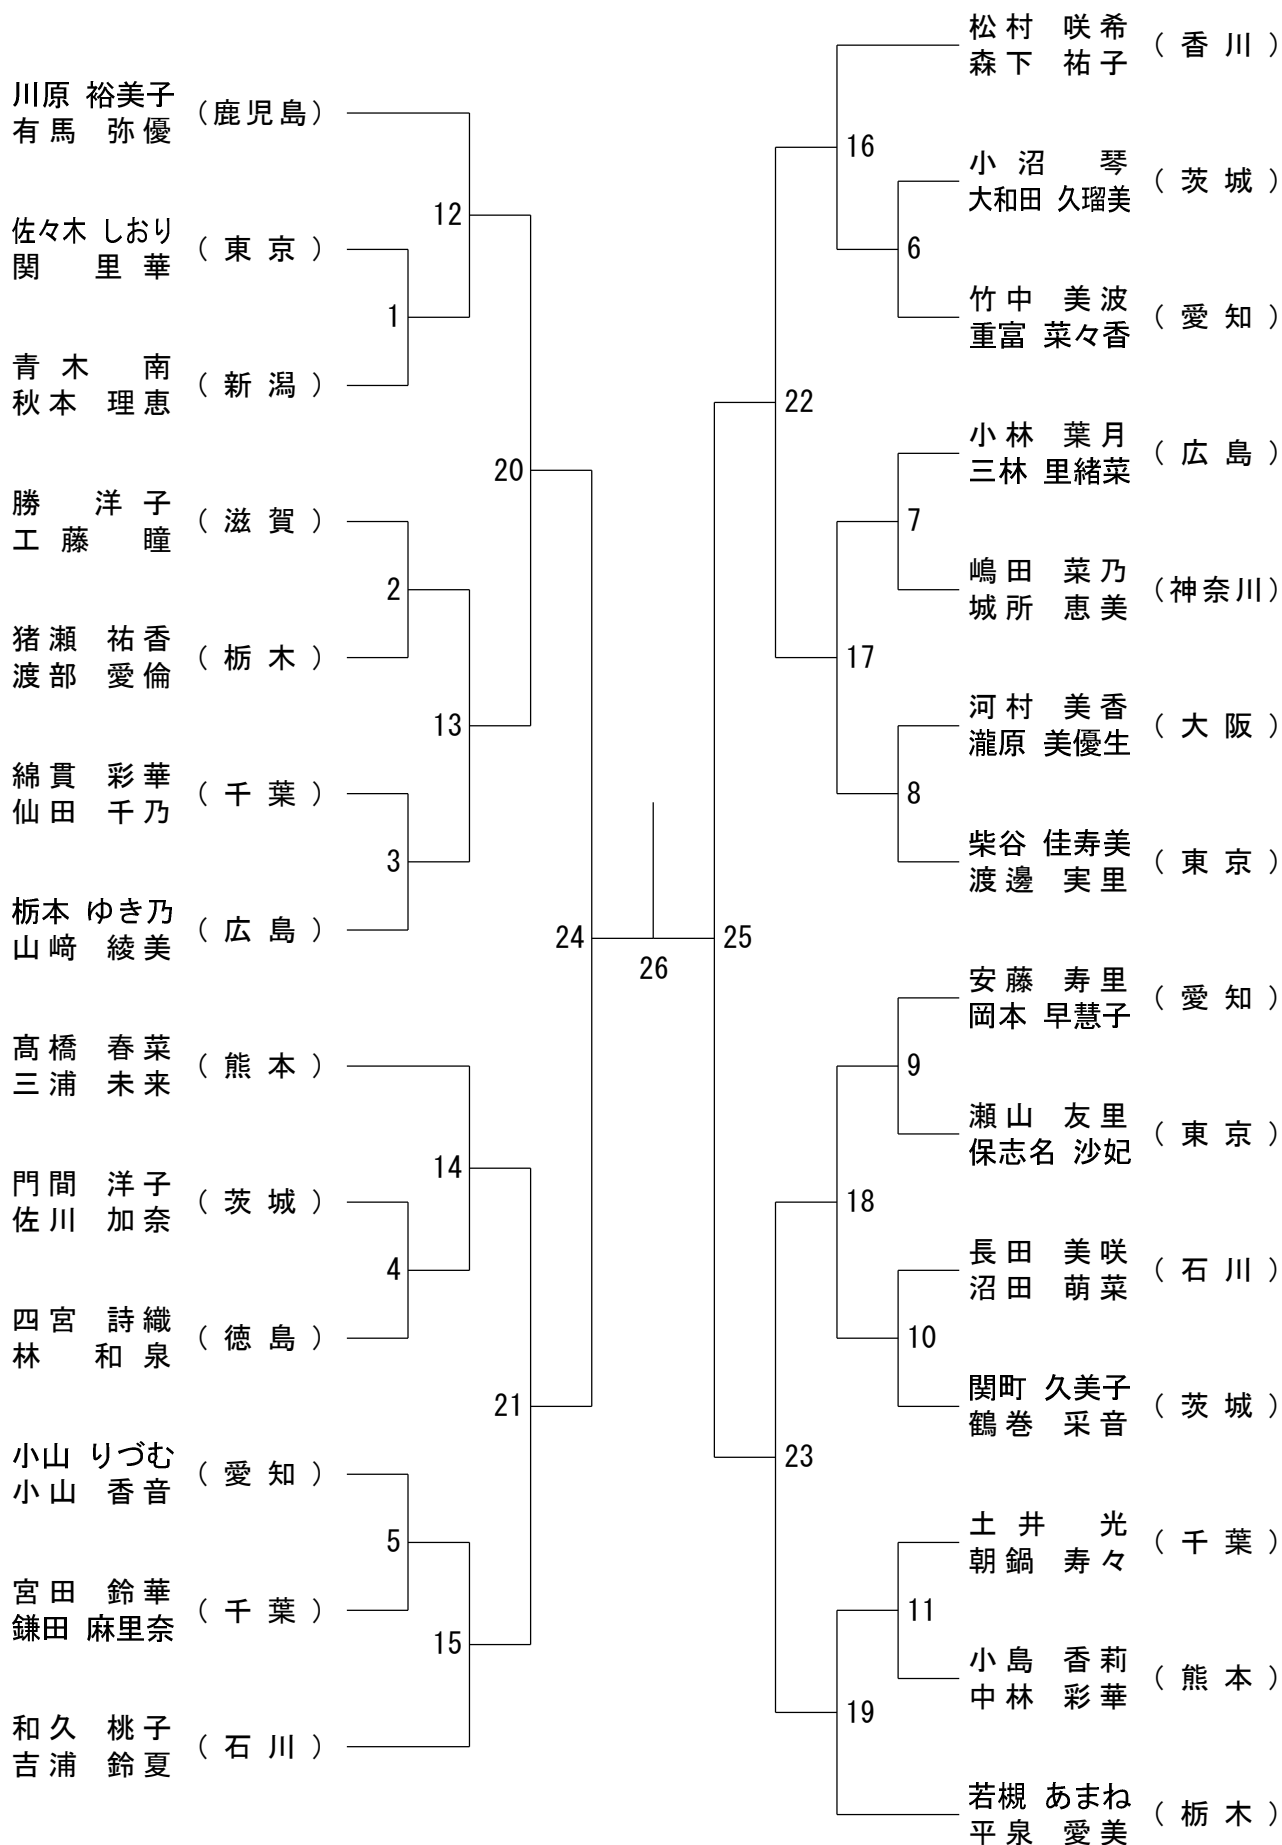 川原 裕美子
有馬 弥優
(鹿児島)
佐々木 しおり
関 里華
(東京)
青木 南
秋本 理恵
(新潟)
勝 洋子
工藤 瞳
(滋賀)
猪瀬 祐香
渡部 愛倫
(栃木)
綿貫 彩華
仙田 千乃
(千葉)
栃本 ゆき乃
山﨑 綾美
(広島)
髙橋 春菜
三浦 未来
(熊本)
門間 洋子
佐川 加奈
(茨城)
四宮 詩織
林 和泉
(徳島)
小山 りづむ
小山 香音
(愛知)
宮田 鈴華
鎌田 麻里奈
(千葉)
和久 桃子
吉浦 鈴夏
(石川)
12
1
20
2
13
3
24
14
4
21
5
15
26
25
16
6
22
7
17
8
9
18
10
23
11
19
松村 咲希
森下 祐子
(香川)
小沼 琴
大和田 久瑠美
(茨城)
竹中 美波
重富 菜々香
(愛知)
小林 葉月
三林 里緒菜
(広島)
嶋田 菜乃
城所 恵美
(神奈川)
河村 美香
瀧原 美優生
(大阪)
柴谷 佳寿美
渡邊 実里
(東京)
安藤 寿里
岡本 早慧子
(愛知)
瀬山 友里
保志名 沙妃
(東京)
長田 美咲
沼田 萌菜
(石川)
関町 久美子
鶴巻 采音
(茨城)
土井 光
朝鍋 寿々
(千葉)
小島 香莉
中林 彩華
(熊本)
若槻 あまね
平泉 愛美
(栃木)